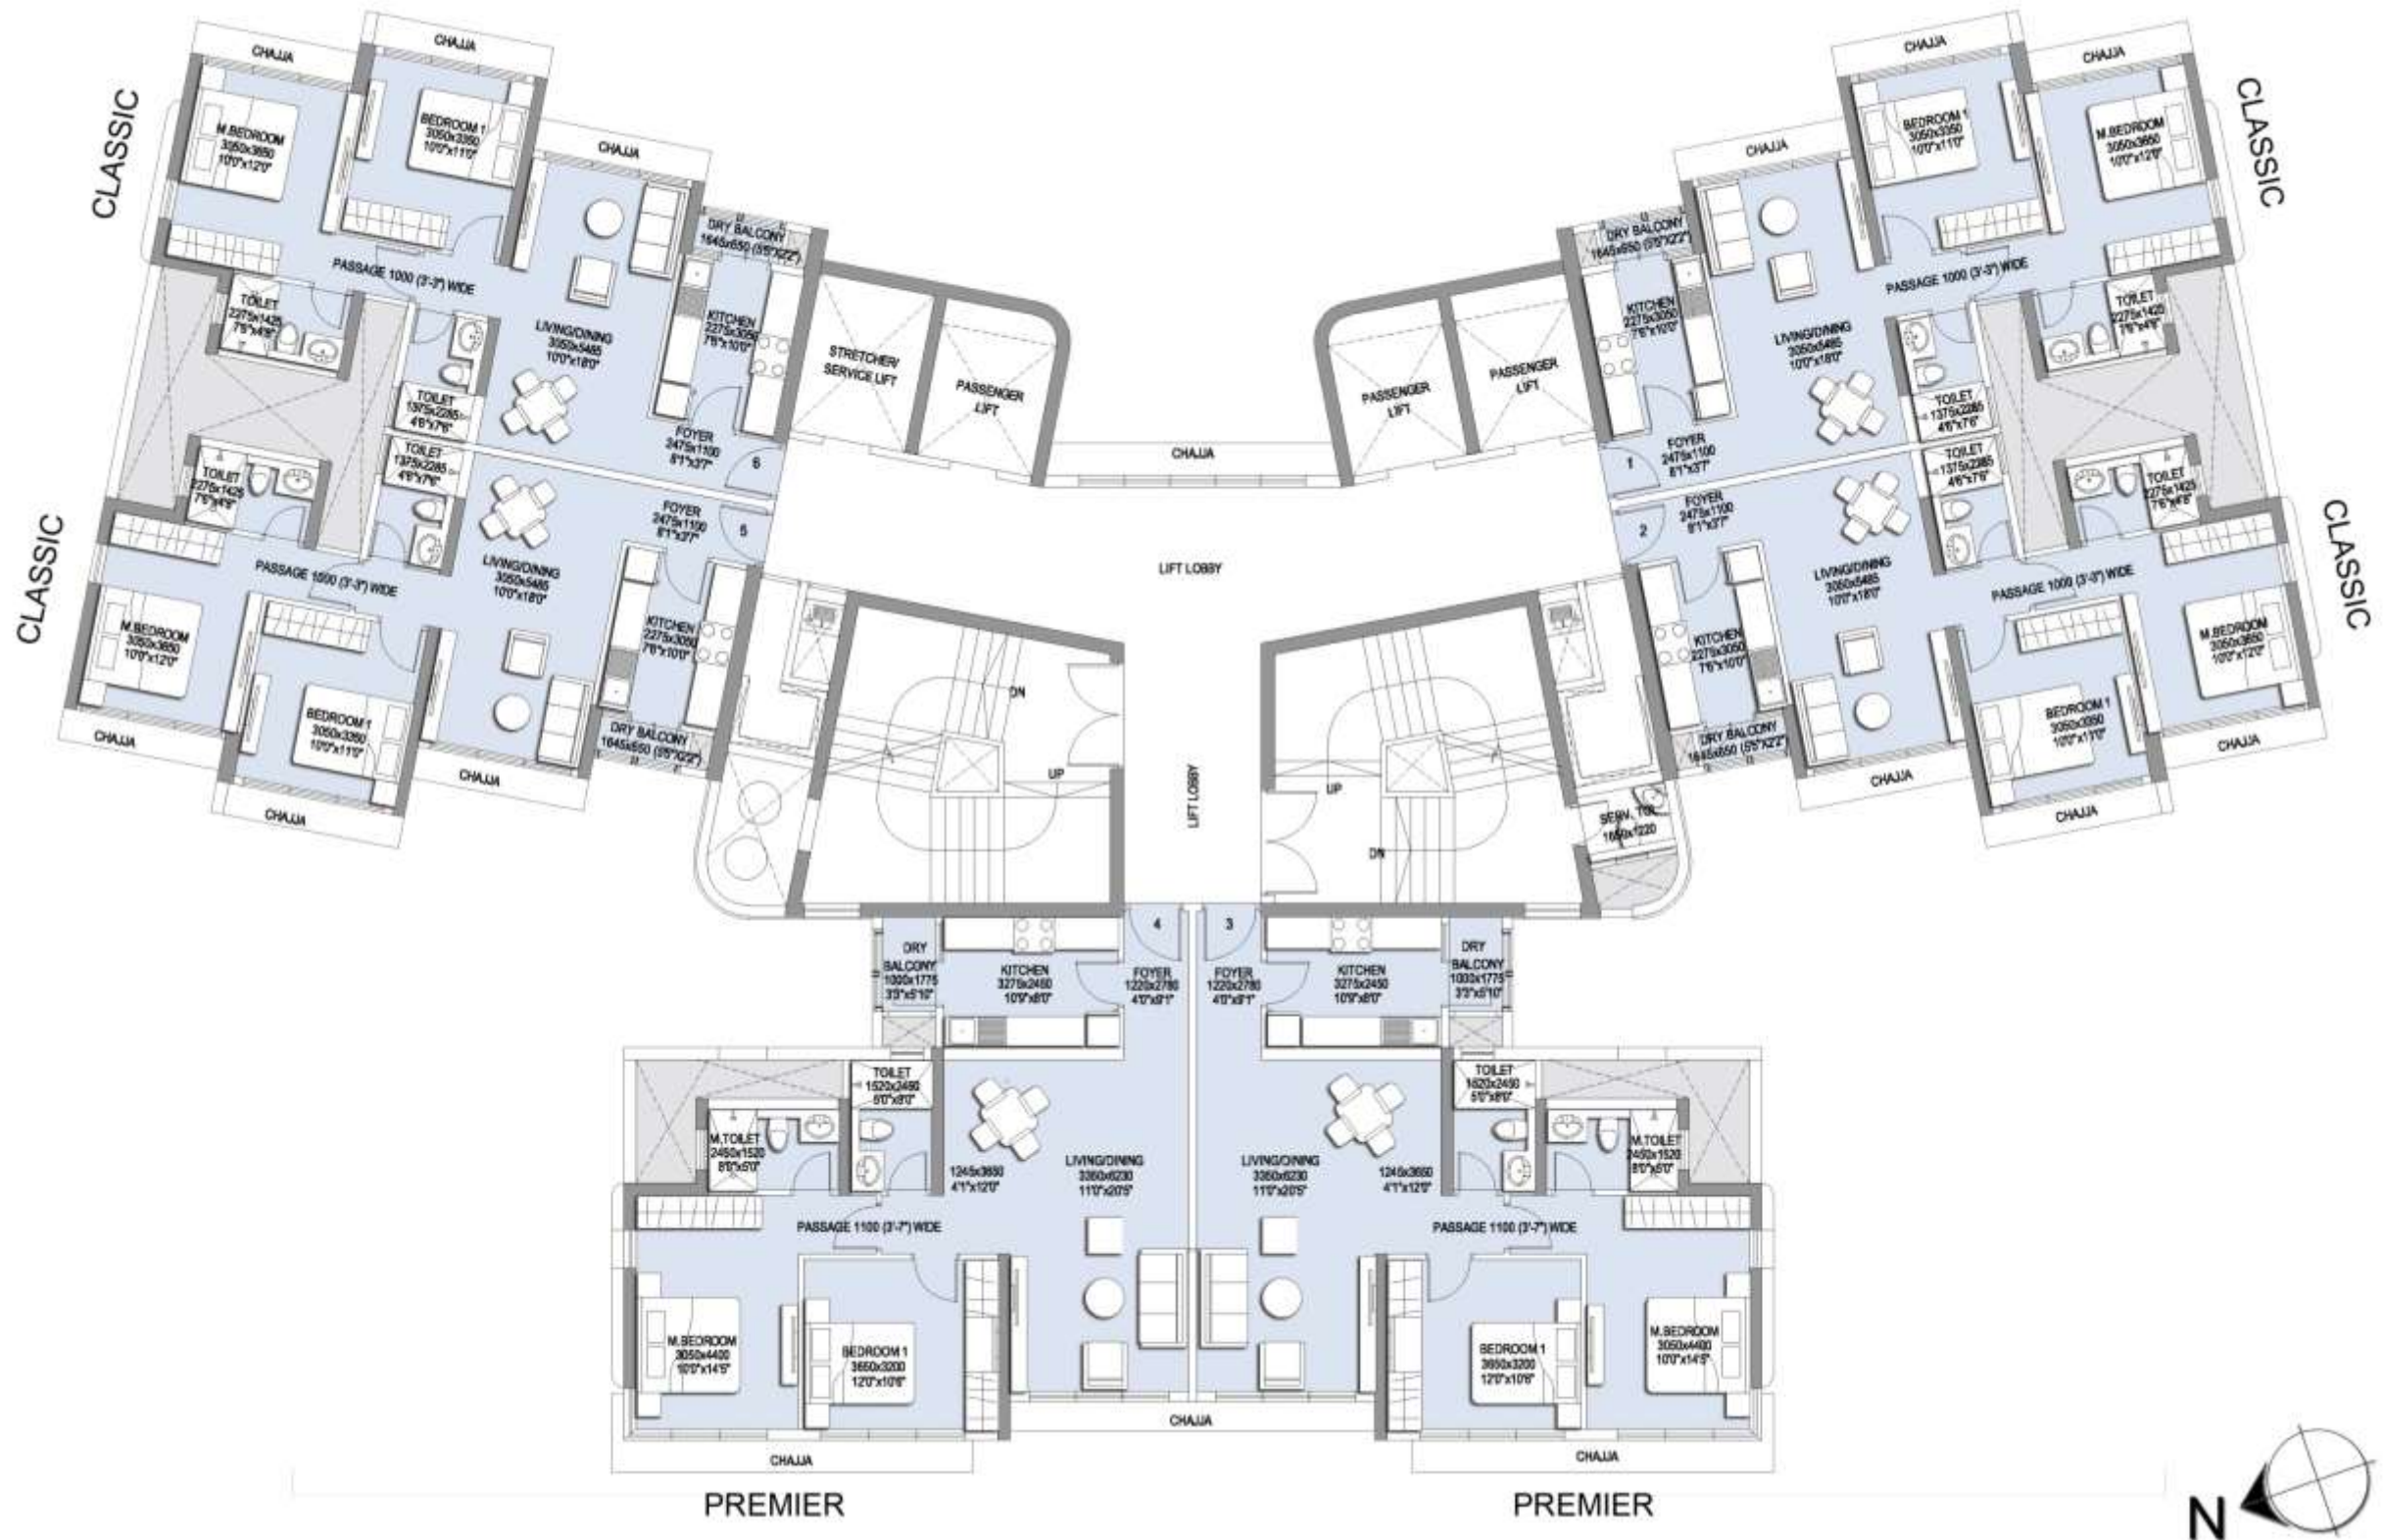 CHAJJA
CHAJJA
CLASSIC
M.BEDROOM
3050x3650
10'0"x12'0"
BEDROOM 1
3050x3350
10'0"x11'0"
CHAJJA
DRY BALCONY
1645x650 (5'5"X2'2")
PASSAGE 1000 (3'-3") WIDE
TOILET
2275x1425
7'6"x4'8"
LIVING/DINING
3050x5485
10'0"x18'0"
KITCHEN
2275x3050
7'6"x10'0"
TOILET
1375x2285
4'6"x7'6"
FOYER
2475x1100
8'1"x3'7"
6
STRETCHER/
SERVICE LIFT
PASSENGER
LIFT
CHAJJA
PASSENGER
LIFT
PASSENGER
LIFT
CHAJJA
CHAJJA
CLASSIC
BEDROOM 1
3050x3350
10'0"x11'0"
M.BEDROOM
3050x3650
10'0"x12'0"
CHAJJA
DRY BALCONY
1645x650 (5'5"X2'2")
PASSAGE 1000 (3'-3") WIDE
KITCHEN
2275x3050
7'6"x10'0"
LIVING/DINING
3050x5485
10'0"x18'0"
TOILET
2275x1425
7'6"x4'8"
TOILET
1375x2285
4'6"x7'6"
FOYER
2475x1100
8'1"x3'7"
1
CLASSIC
TOILET
2275x1425
7'6"x4'8"
TOILET
1375x2285
4'6"x7'6"
FOYER
2475x1100
8'1"x3'7"
5
PASSAGE 1000 (3'-3") WIDE
LIVING/DINING
3050x5485
10'0"x18'0"
KITCHEN
2275x3050
7'6"x10'0"
M.BEDROOM
3050x3650
10'0"x12'0"
BEDROOM 1
3050x3350
10'0"x11'0"
DRY BALCONY
1645x650 (5'5"X2'2")
CHAJJA
CHAJJA
CHAJJA
LIFT LOBBY
DN
UP
LIFT LOBBY
UP
DN
SERV. TOI.
1650x1220
CLASSIC
TOILET
1375x2285
4'6"x7'6"
TOILET
2275x1425
7'6"x4'8"
FOYER
2475x1100
8'1"x3'7"
2
LIVING/DINING
3050x5485
10'0"x18'0"
PASSAGE 1000 (3'-3") WIDE
KITCHEN
2275x3050
7'6"x10'0"
M.BEDROOM
3050x3650
10'0"x12'0"
BEDROOM 1
3050x3350
10'0"x11'0"
DRY BALCONY
1645x650 (5'5"X2'2")
CHAJJA
CHAJJA
CHAJJA
4
DRY
BALCONY
1000x1775
3'3"x5'10"
KITCHEN
3275x2450
10'9"x8'0"
FOYER
1220x2780
4'0"x9'1"
TOILET
1520x2450
5'0"x8'0"
M.TOILET
2450x1520
8'0"x5'0"
1245x3650
4'1"x12'0"
LIVING/DINING
3350x6230
11'0"x20'5"
PASSAGE 1100 (3'-7") WIDE
M.BEDROOM
3050x4400
10'0"x14'5"
BEDROOM 1
3650x3200
12'0"x10'6"
3
FOYER
1220x2780
4'0"x9'1"
KITCHEN
3275x2450
10'9"x8'0"
DRY
BALCONY
1000x1775
3'3"x5'10"
TOILET
1520x2450
5'0"x8'0"
M.TOILET
2450x1520
8'0"x5'0"
LIVING/DINING
3350x6230
11'0"x20'5"
1245x3650
4'1"x12'0"
PASSAGE 1100 (3'-7") WIDE
BEDROOM 1
3650x3200
12'0"x10'6"
M.BEDROOM
3050x4400
10'0"x14'5"
CHAJJA
CHAJJA
CHAJJA
PREMIER
PREMIER
N